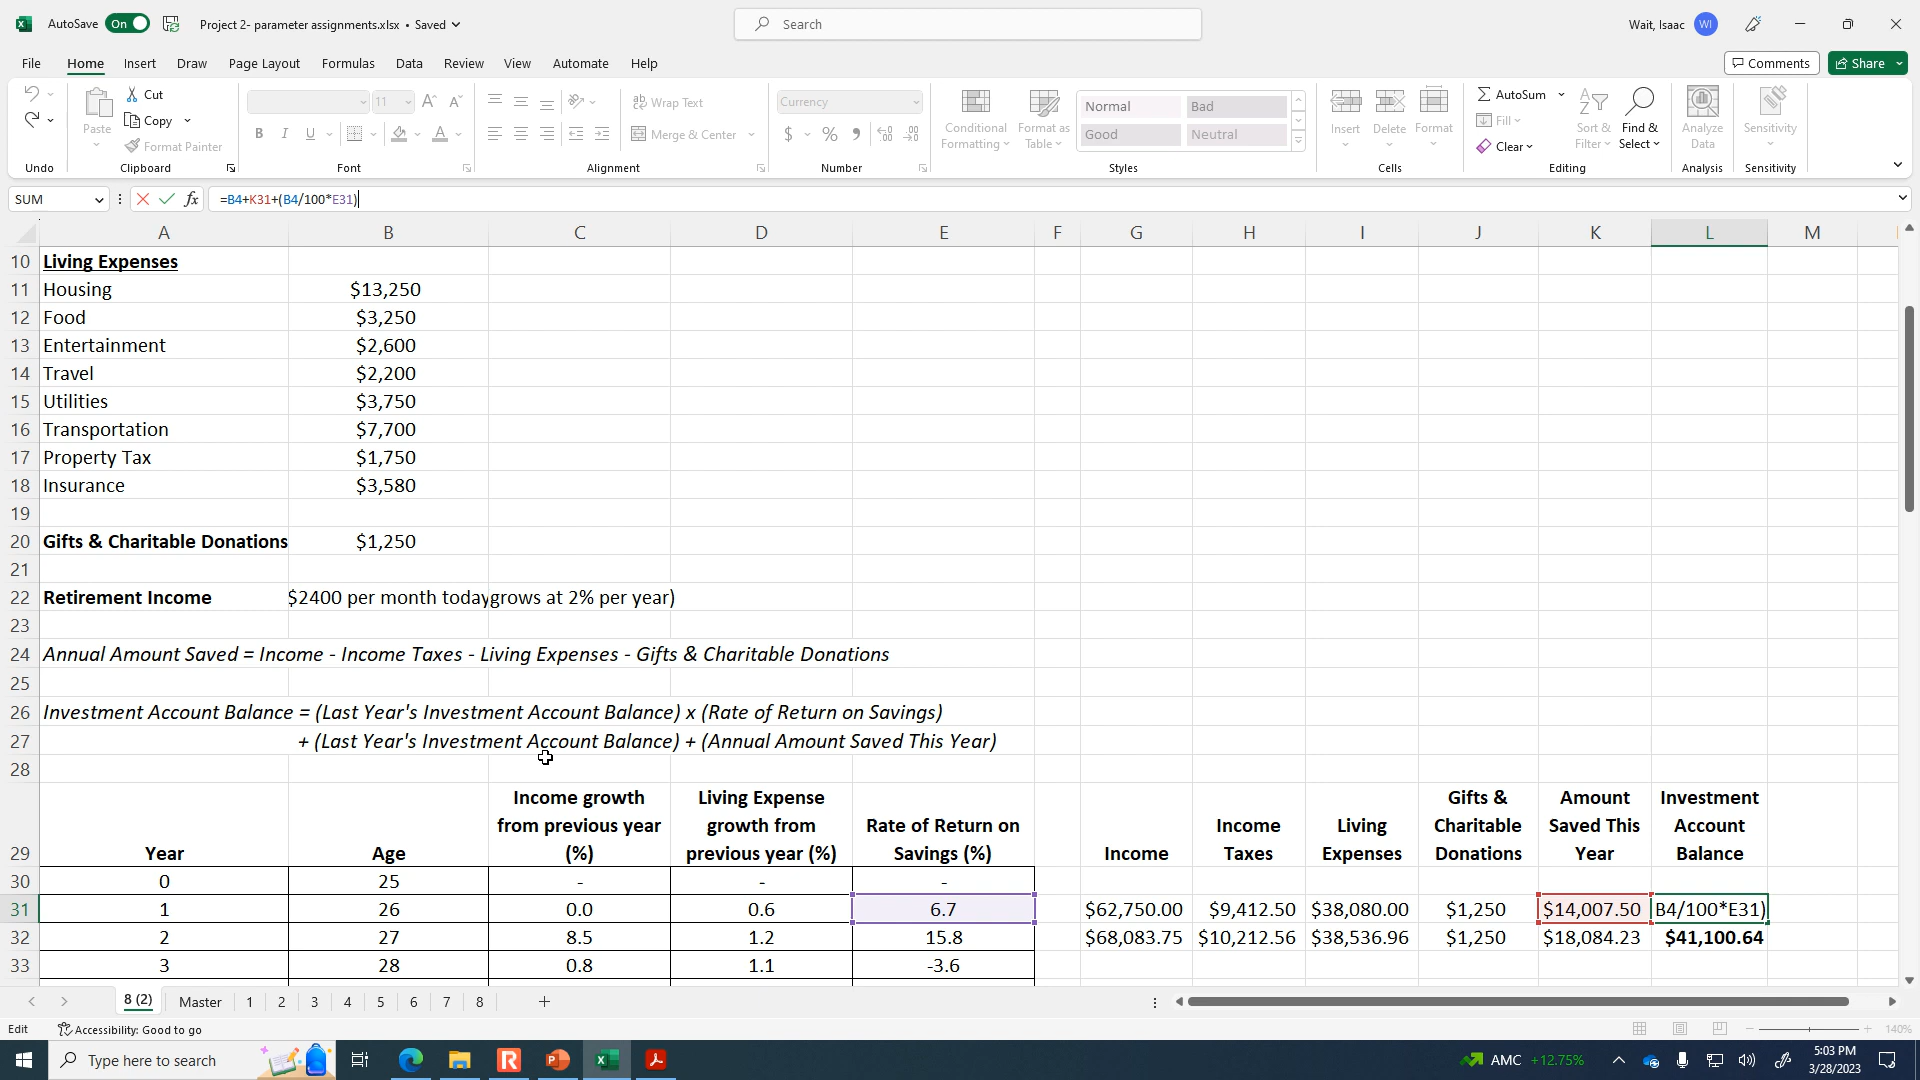 AutoSave On Project 2- parameter assignments.xlsx • Saved Search Wait, Isaac WI
File Home Insert Draw Page Layout Formulas Data Review View Automate Help Comments Share
Cut
Copy
Format Painter
Paste
11
Wrap Text
Merge & Center
Currency
Conditional Formatting
Format as Table
Normal Bad
Good Neutral
Insert Delete Format
AutoSum
Fill
Clear
Sort & Filter
Find & Select
Analyze Data
Sensitivity
Undo Clipboard Font Alignment Number Styles Cells Editing Analysis Sensitivity
SUM fx =B4+K31+(B4/100*E31)
A B C D E F G H I J K L M
10 Living Expenses
11 Housing $13,250
12 Food $3,250
13 Entertainment $2,600
14 Travel $2,200
15 Utilities $3,750
16 Transportation $7,700
17 Property Tax $1,750
18 Insurance $3,580
19
20 Gifts & Charitable Donations $1,250
21
22 Retirement Income $2400 per month today grows at 2% per year)
23
24 Annual Amount Saved = Income - Income Taxes - Living Expenses - Gifts & Charitable Donations
25
26 Investment Account Balance = (Last Year's Investment Account Balance) x (Rate of Return on Savings)
27 + (Last Year's Investment Account Balance) + (Annual Amount Saved This Year)
28
29 Year Age Income growth from previous year (%) Living Expense growth from previous year (%) Rate of Return on Savings (%) Income Income Taxes Living Expenses Gifts & Charitable Donations Amount Saved This Year Investment Account Balance
30 0 25 - - -
31 1 26 0.0 0.6 6.7 $62,750.00 $9,412.50 $38,080.00 $1,250 $14,007.50 B4/100*E31)
32 2 27 8.5 1.2 15.8 $68,083.75 $10,212.56 $38,536.96 $1,250 $18,084.23 $41,100.64
33 3 28 0.8 1.1 -3.6
8 (2) Master 1 2 3 4 5 6 7 8
Edit Accessibility: Good to go 140%
Type here to search AMC +12.75% 5:03 PM
3/28/2023